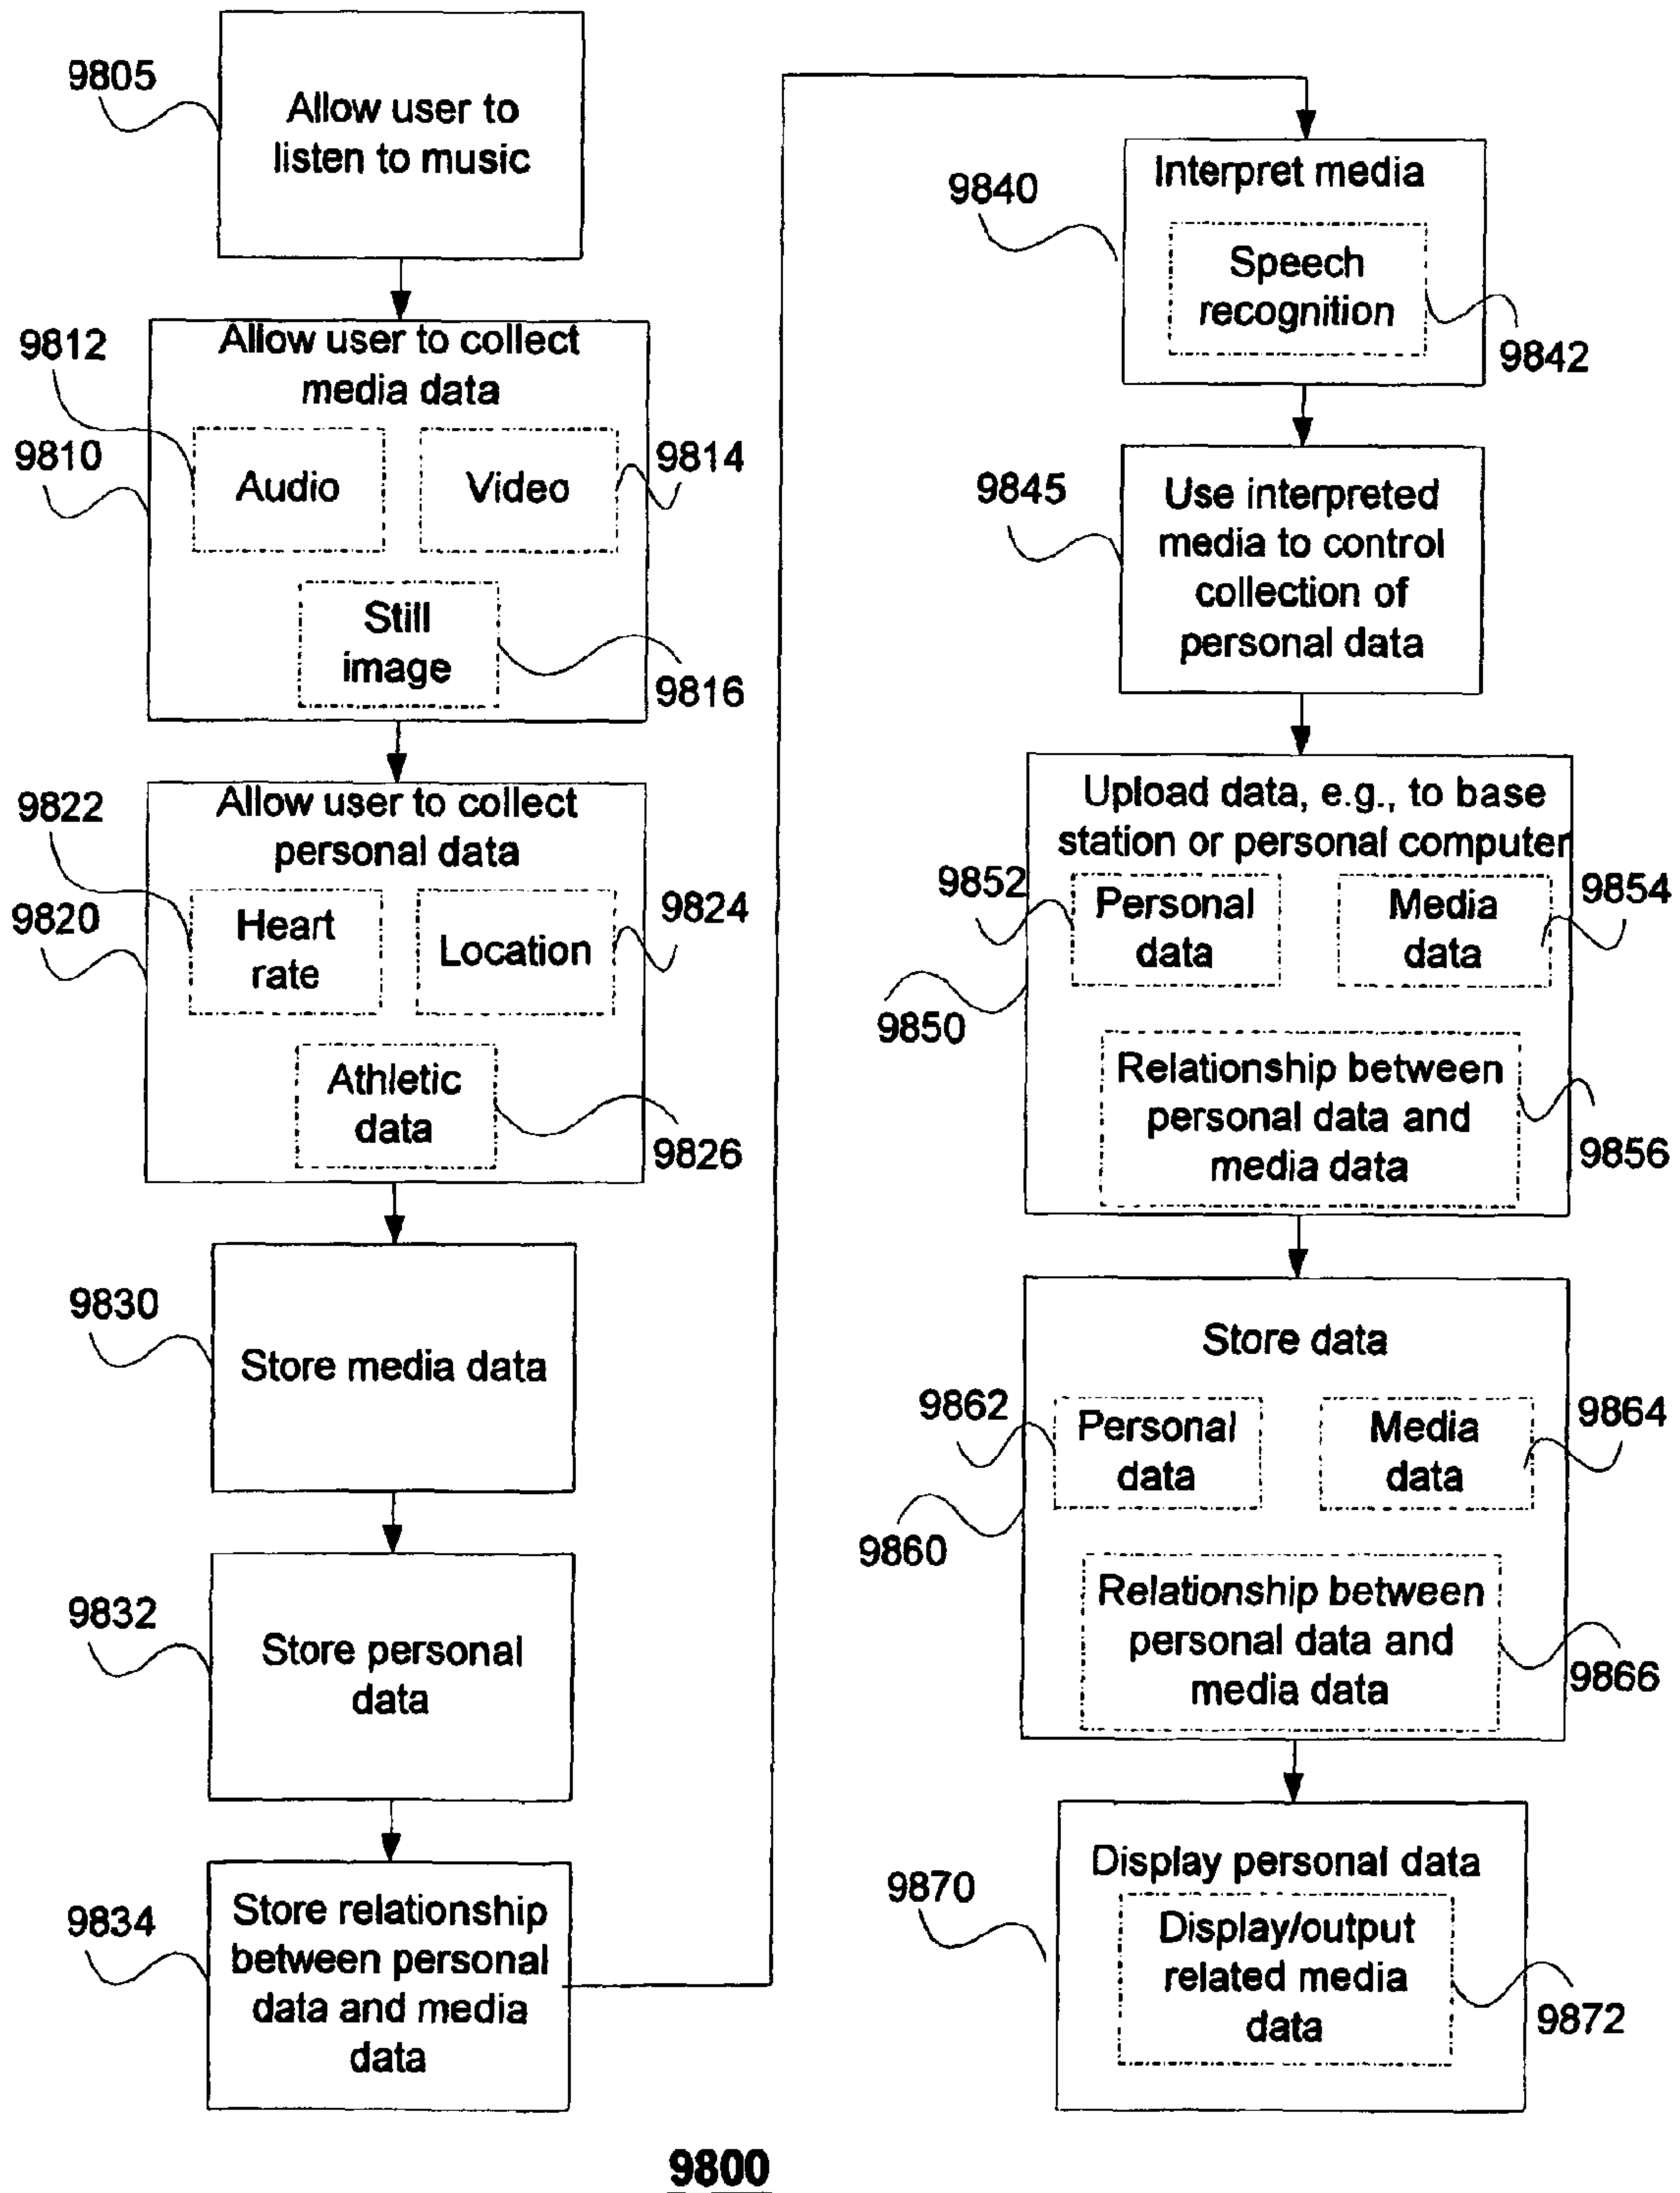 9805
Allow user to
listen to music
9812
9810
Allow user to collect
media data
Audio
Video
9814
Still
image
9816
9822
9820
Allow user to collect
personal data
Heart
rate
Location
9824
Athletic
data
9826
9830
Store media data
9832
Store personal
data
9834
Store relationship
between personal
data and media
data
9840
Interpret media
Speech
recognition
9842
9845
Use interpreted
media to control
collection of
personal data
Upload data, e.g., to base
station or personal computer
9852
Personal
data
Media
data
9854
9850
Relationship between
personal data and
media data
9856
Store data
9862
Personal
data
Media
data
9864
9860
Relationship between
personal data and
media data
9866
9870
Display personal data
Display/output
related media
data
9872
9800